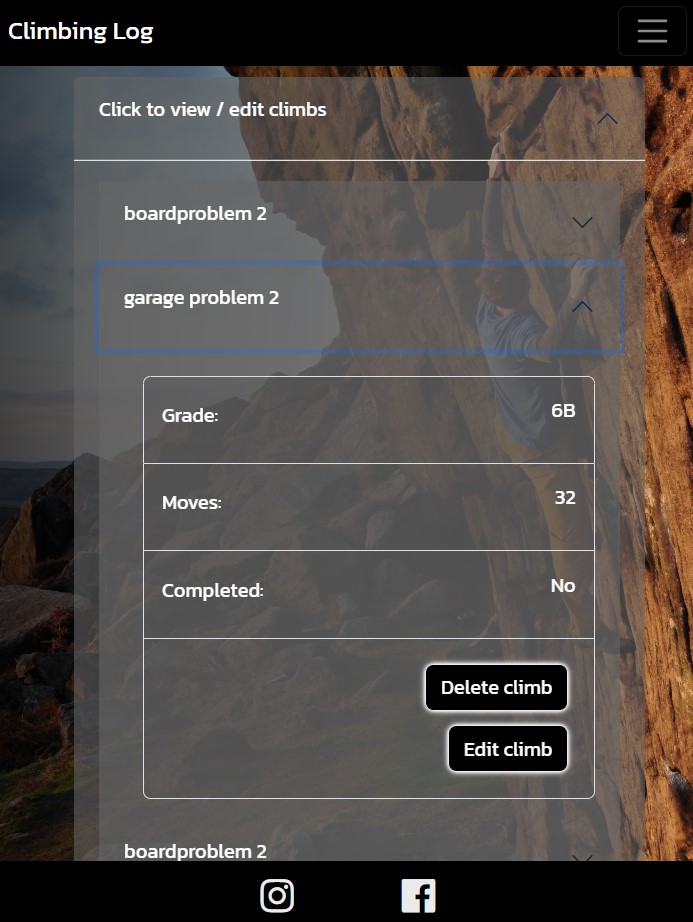 Climbing Log
Click to view / edit climbs
boardproblem 2
garage problem 2
Grade: 6B
Moves: 32
Completed: No
Delete climb
Edit climb
boardproblem 2